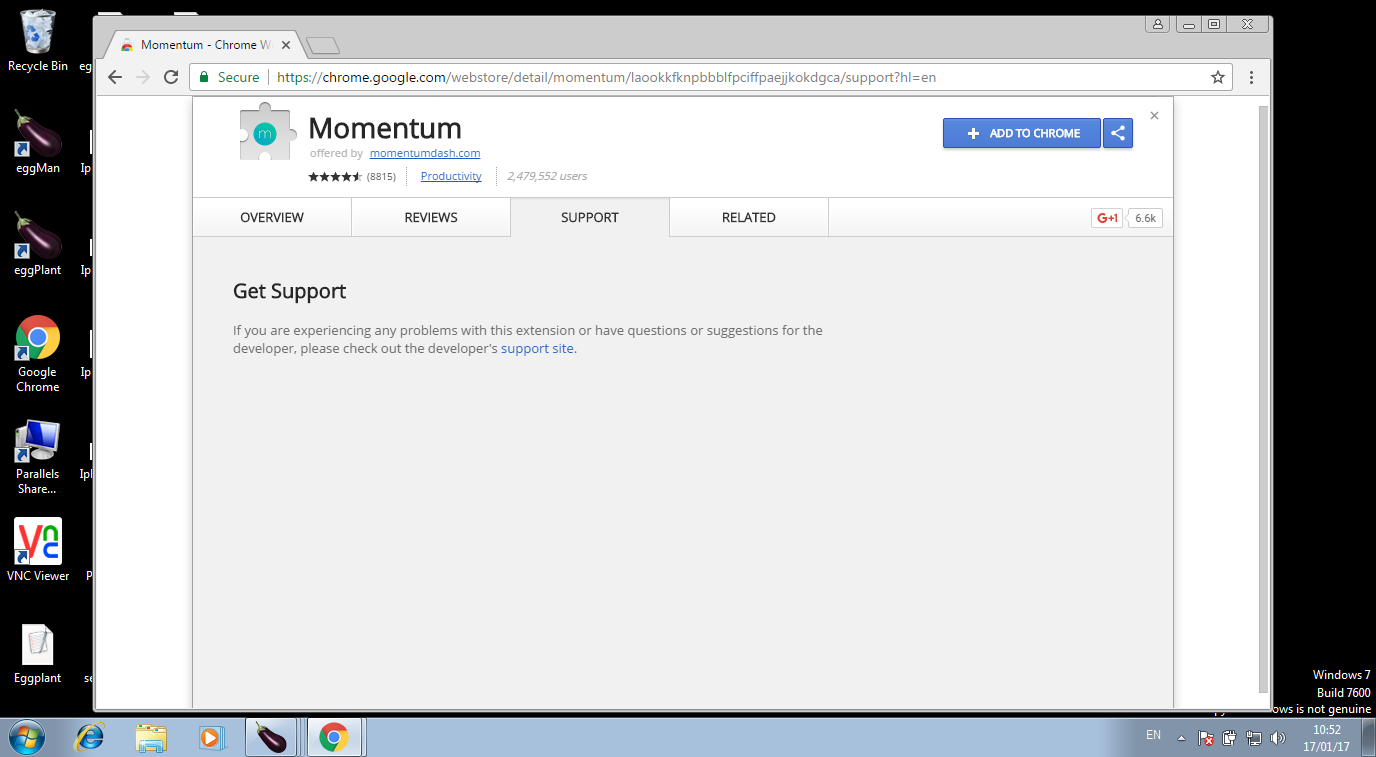 Recycle Bin
eg
eggMan
Ip
eggPlant
Ip
Google
Chrome
Ip
Parallels
Share...
Ipl
VNC Viewer
P
Eggplant
se
Momentum - Chrome W
Secure
https://chrome.google.com/webstore/detail/momentum/laookkfknpbbblfpciffpaejjkokdgca/support?hl=en
m
Momentum
offered by momentumdash.com
(8815)
Productivity
2,479,552 users
ADD TO CHROME
OVERVIEW
REVIEWS
SUPPORT
RELATED
G+1
6.6k
Get Support
If you are experiencing any problems with this extension or have questions or suggestions for the
developer, please check out the developer's support site.
Windows 7
Build 7600
ows is not genuine
EN
10:52
17/01/17